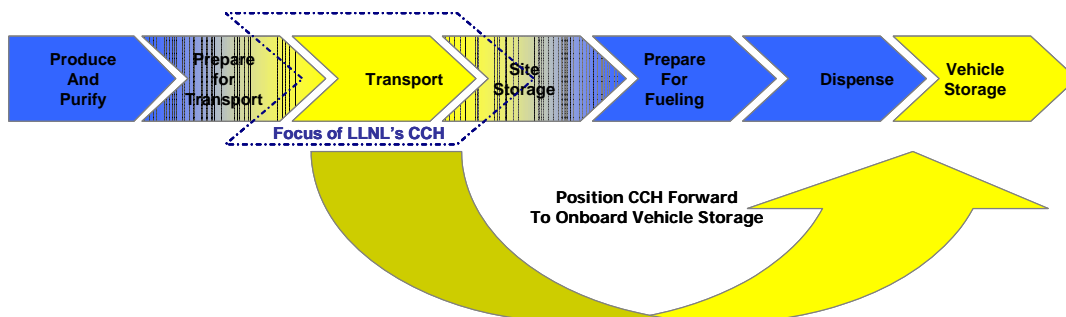 Produce
And
Purify
Prepare
for
Transport
Transport
Site
Storage
Prepare
For
Fueling
Dispense
Vehicle
Storage
Focus of LLNL's CCH
Position CCH Forward
To Onboard Vehicle Storage